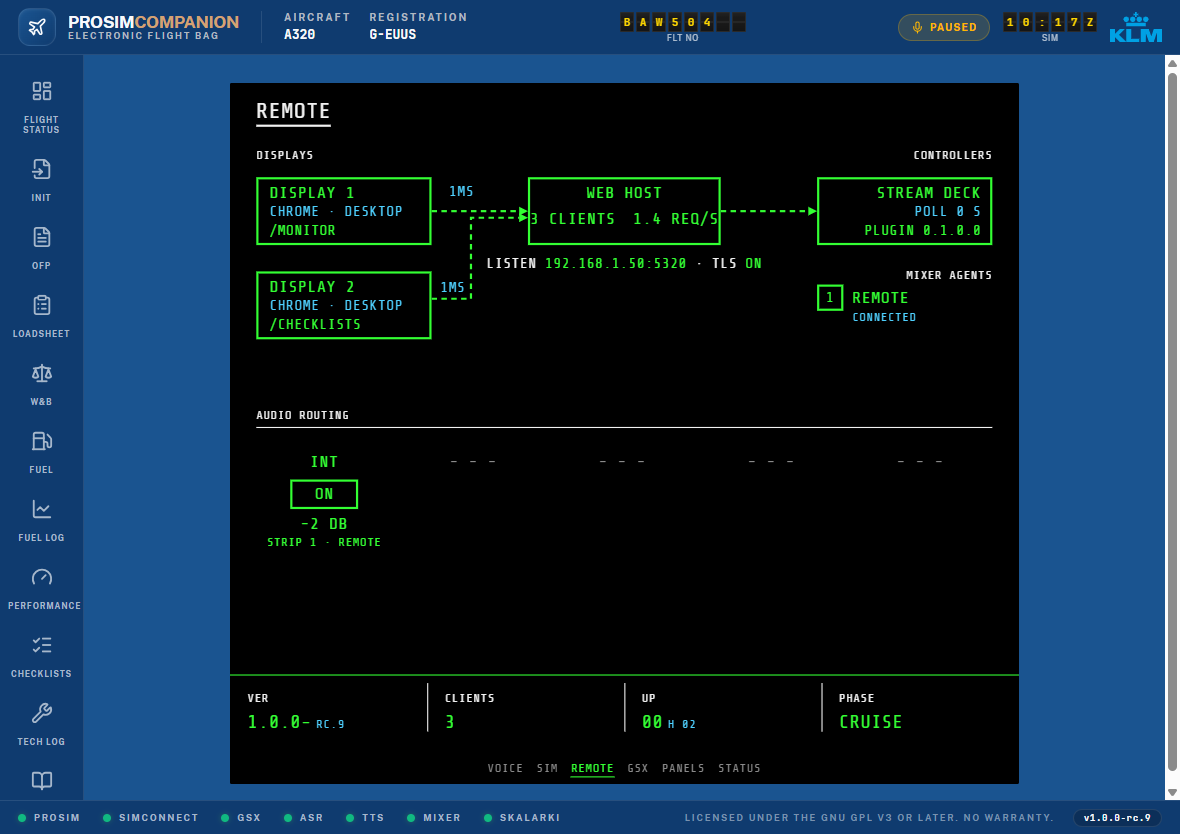 PROSIMCOMPANION
ELECTRONIC FLIGHT BAG
AIRCRAFT
A320
REGISTRATION
G-EUUS
BAW504
FLT NO
PAUSED
10:17Z
SIM
KLM
FLIGHT
STATUS
INIT
OFP
LOADSHEET
W&B
FUEL
FUEL LOG
PERFORMANCE
CHECKLISTS
TECH LOG
REMOTE
DISPLAYS
CONTROLLERS
DISPLAY 1
CHROME · DESKTOP
/MONITOR
1MS
WEB HOST
3 CLIENTS 1.4 REQ/S
STREAM DECK
POLL 0 S
PLUGIN 0.1.0.0
LISTEN 192.168.1.50:5320 · TLS ON
DISPLAY 2
CHROME · DESKTOP
/CHECKLISTS
1MS
MIXER AGENTS
1 REMOTE
CONNECTED
AUDIO ROUTING
INT
ON
−2 DB
STRIP 1 · REMOTE
– – –
– – –
– – –
– – –
VER
1.0.0– RC.9
CLIENTS
3
UP
00 H 02
PHASE
CRUISE
VOICE SIM REMOTE GSX PANELS STATUS
PROSIM SIMCONNECT GSX ASR TTS MIXER SKALARKI
LICENSED UNDER THE GNU GPL V3 OR LATER. NO WARRANTY.
v1.0.0-rc.9